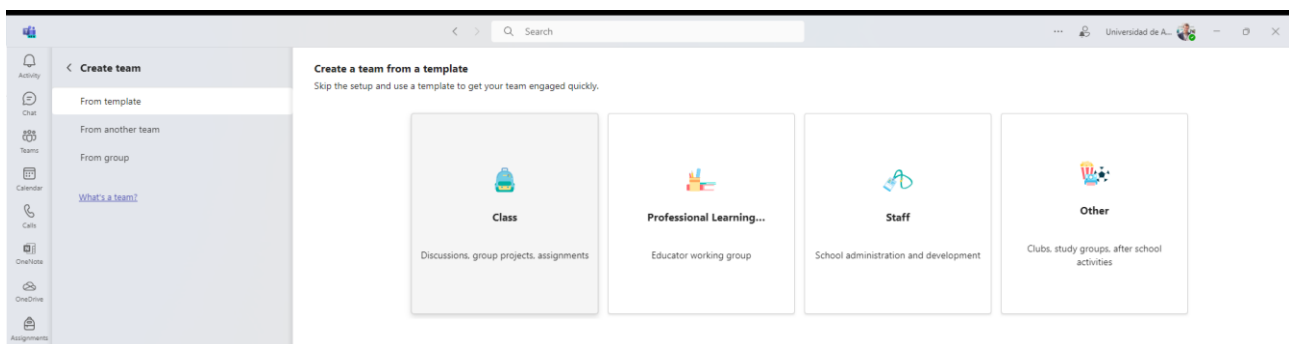 Search
Universidad de A...
Activity
Chat
Teams
Calendar
Calls
OneNote
OneDrive
Assignments
Create team
From template
From another team
From group
What's a team?
Create a team from a template
Skip the setup and use a template to get your team engaged quickly.
Class
Discussions, group projects, assignments
Professional Learning...
Educator working group
Staff
School administration and development
Other
Clubs, study groups, after school
activities